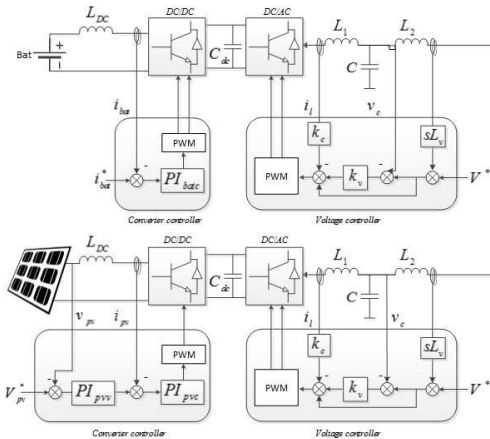 L_DC
DC/DC
DC/AC
L_1
L_2
Bat
+
C_dc
C
i_bat
i_l
v_c
PWM
k_c
sL_v
i*_bat
-
PI_batc
PWM
-
k_v
-
V*
Converter controller
Voltage controller
L_DC
DC/DC
DC/AC
L_1
L_2
C_dc
C
v_pv
i_pv
i_l
v_c
PWM
k_c
sL_v
V*_pv
-
PI_pvv
-
PI_pvc
PWM
-
k_v
-
V*
Converter controller
Voltage controller